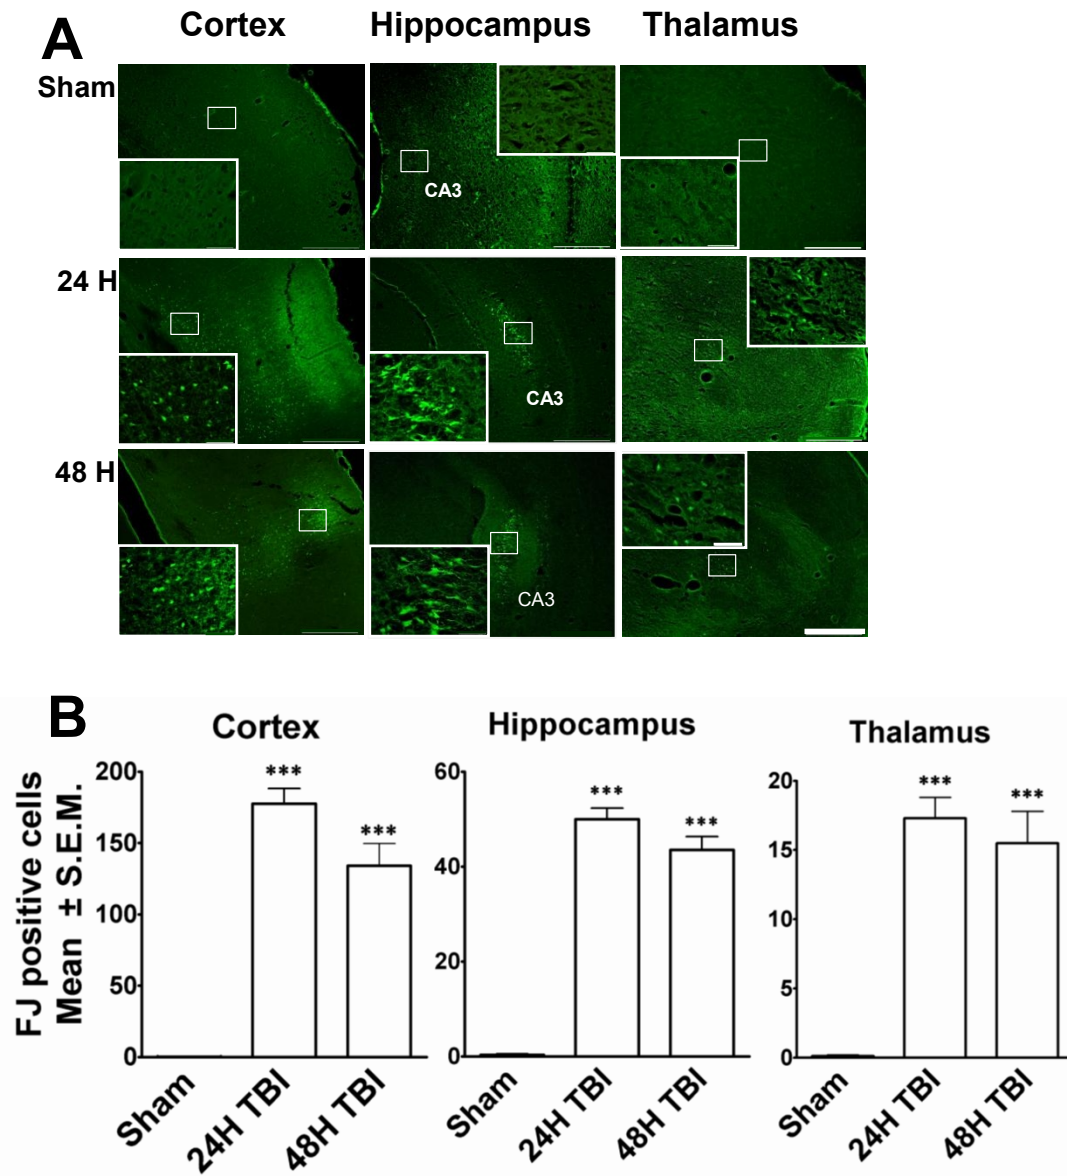 A
Cortex Hippocampus Thalamus
Sham
CA3
24 H
CA3
48 H
CA3
B
Cortex
Hippocampus
Thalamus
FJ positive cells
Mean ± S.E.M.
200
150
100
50
0
***
***
Sham
24H TBI
48H TBI
60
40
20
0
***
***
Sham
24H TBI
48H TBI
20
15
10
5
0
***
***
Sham
24H TBI
48H TBI